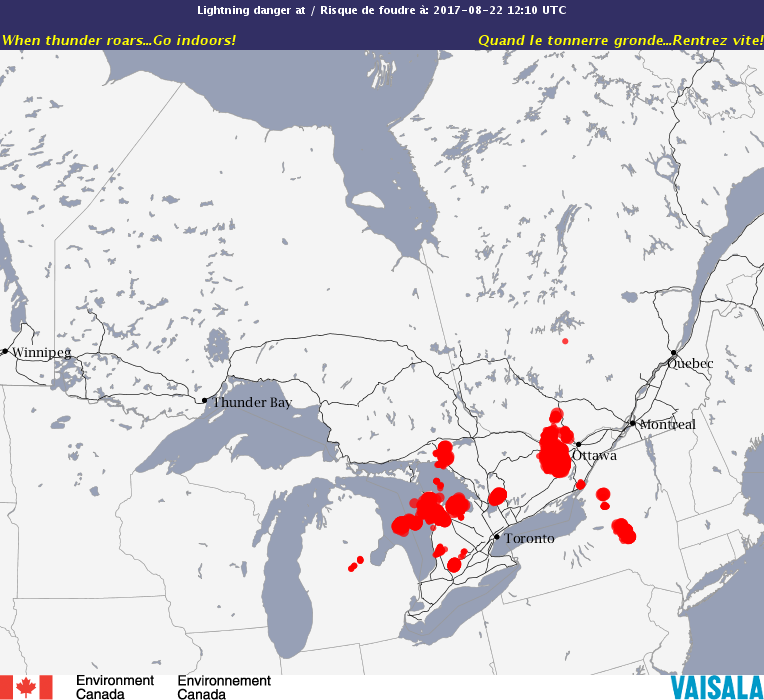 Lightning danger at / Risque de foudre à: 2017-08-22 12:10 UTC
When thunder roars...Go indoors! Quand le tonnerre gronde...Rentrez vite!
Winnipeg
Quebec
Thunder Bay
Montreal
Ottawa
Toronto
Environment Canada
Environnement Canada
VAISALA